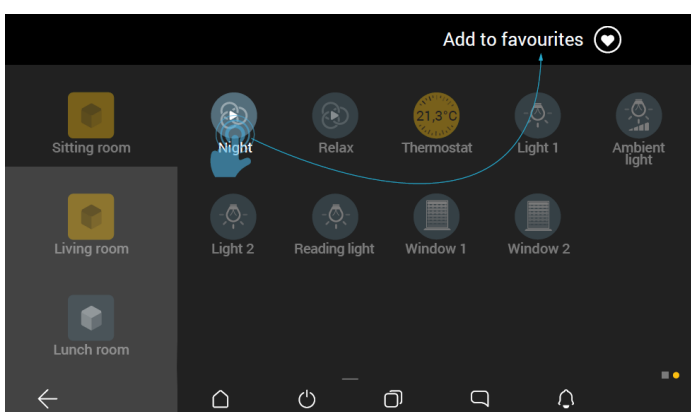 Add to favourites
Sitting room
Night
Relax
21,3°C
Thermostat
Light 1
Ambient
light
Living room
Light 2
Reading light
Window 1
Window 2
Lunch room